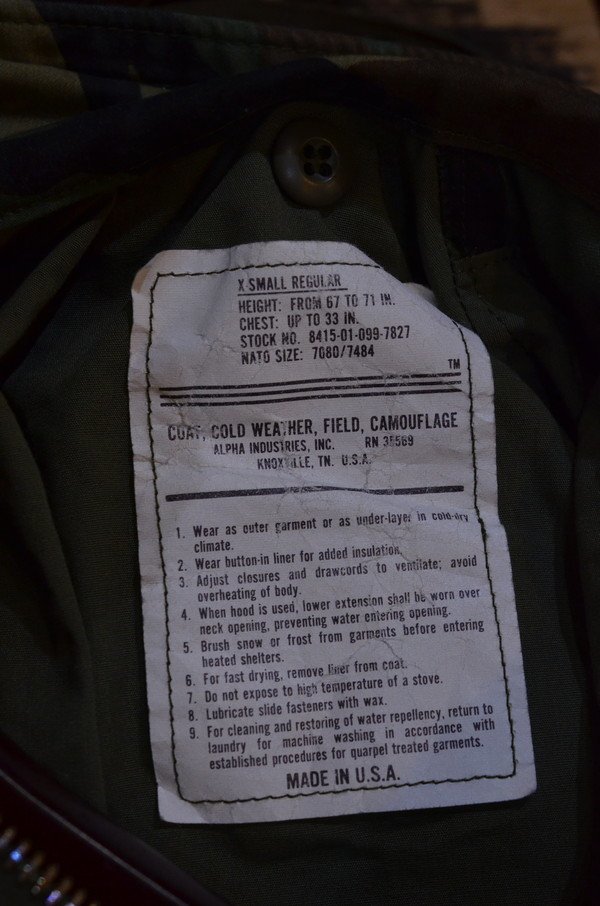 X SMALL REGULAR
HEIGHT: FROM 67 TO 71 IN.
CHEST: UP TO 33 IN.
STOCK NO. 8415-01-099-7827
NATO SIZE: 7080/7484
TM
COAT, COLD WEATHER, FIELD, CAMOUFLAGE
ALPHA INDUSTRIES, INC. RN 35569
KNOXVILLE, TN. U.S.A.
1. Wear as outer garment or as under-layer in cold-dry
climate.
2. Wear button-in liner for added insulation.
3. Adjust closures and drawcords to ventilate; avoid
overheating of body.
4. When hood is used, lower extension shall be worn over
neck opening, preventing water entering opening.
5. Brush snow or frost from garments before entering
heated shelters.
6. For fast drying, remove liner from coat.
7. Do not expose to high temperature of a stove.
8. Lubricate slide fasteners with wax.
9. For cleaning and restoring of water repellency, return to
laundry for machine washing in accordance with
established procedures for quarpel treated garments.
MADE IN U.S.A.